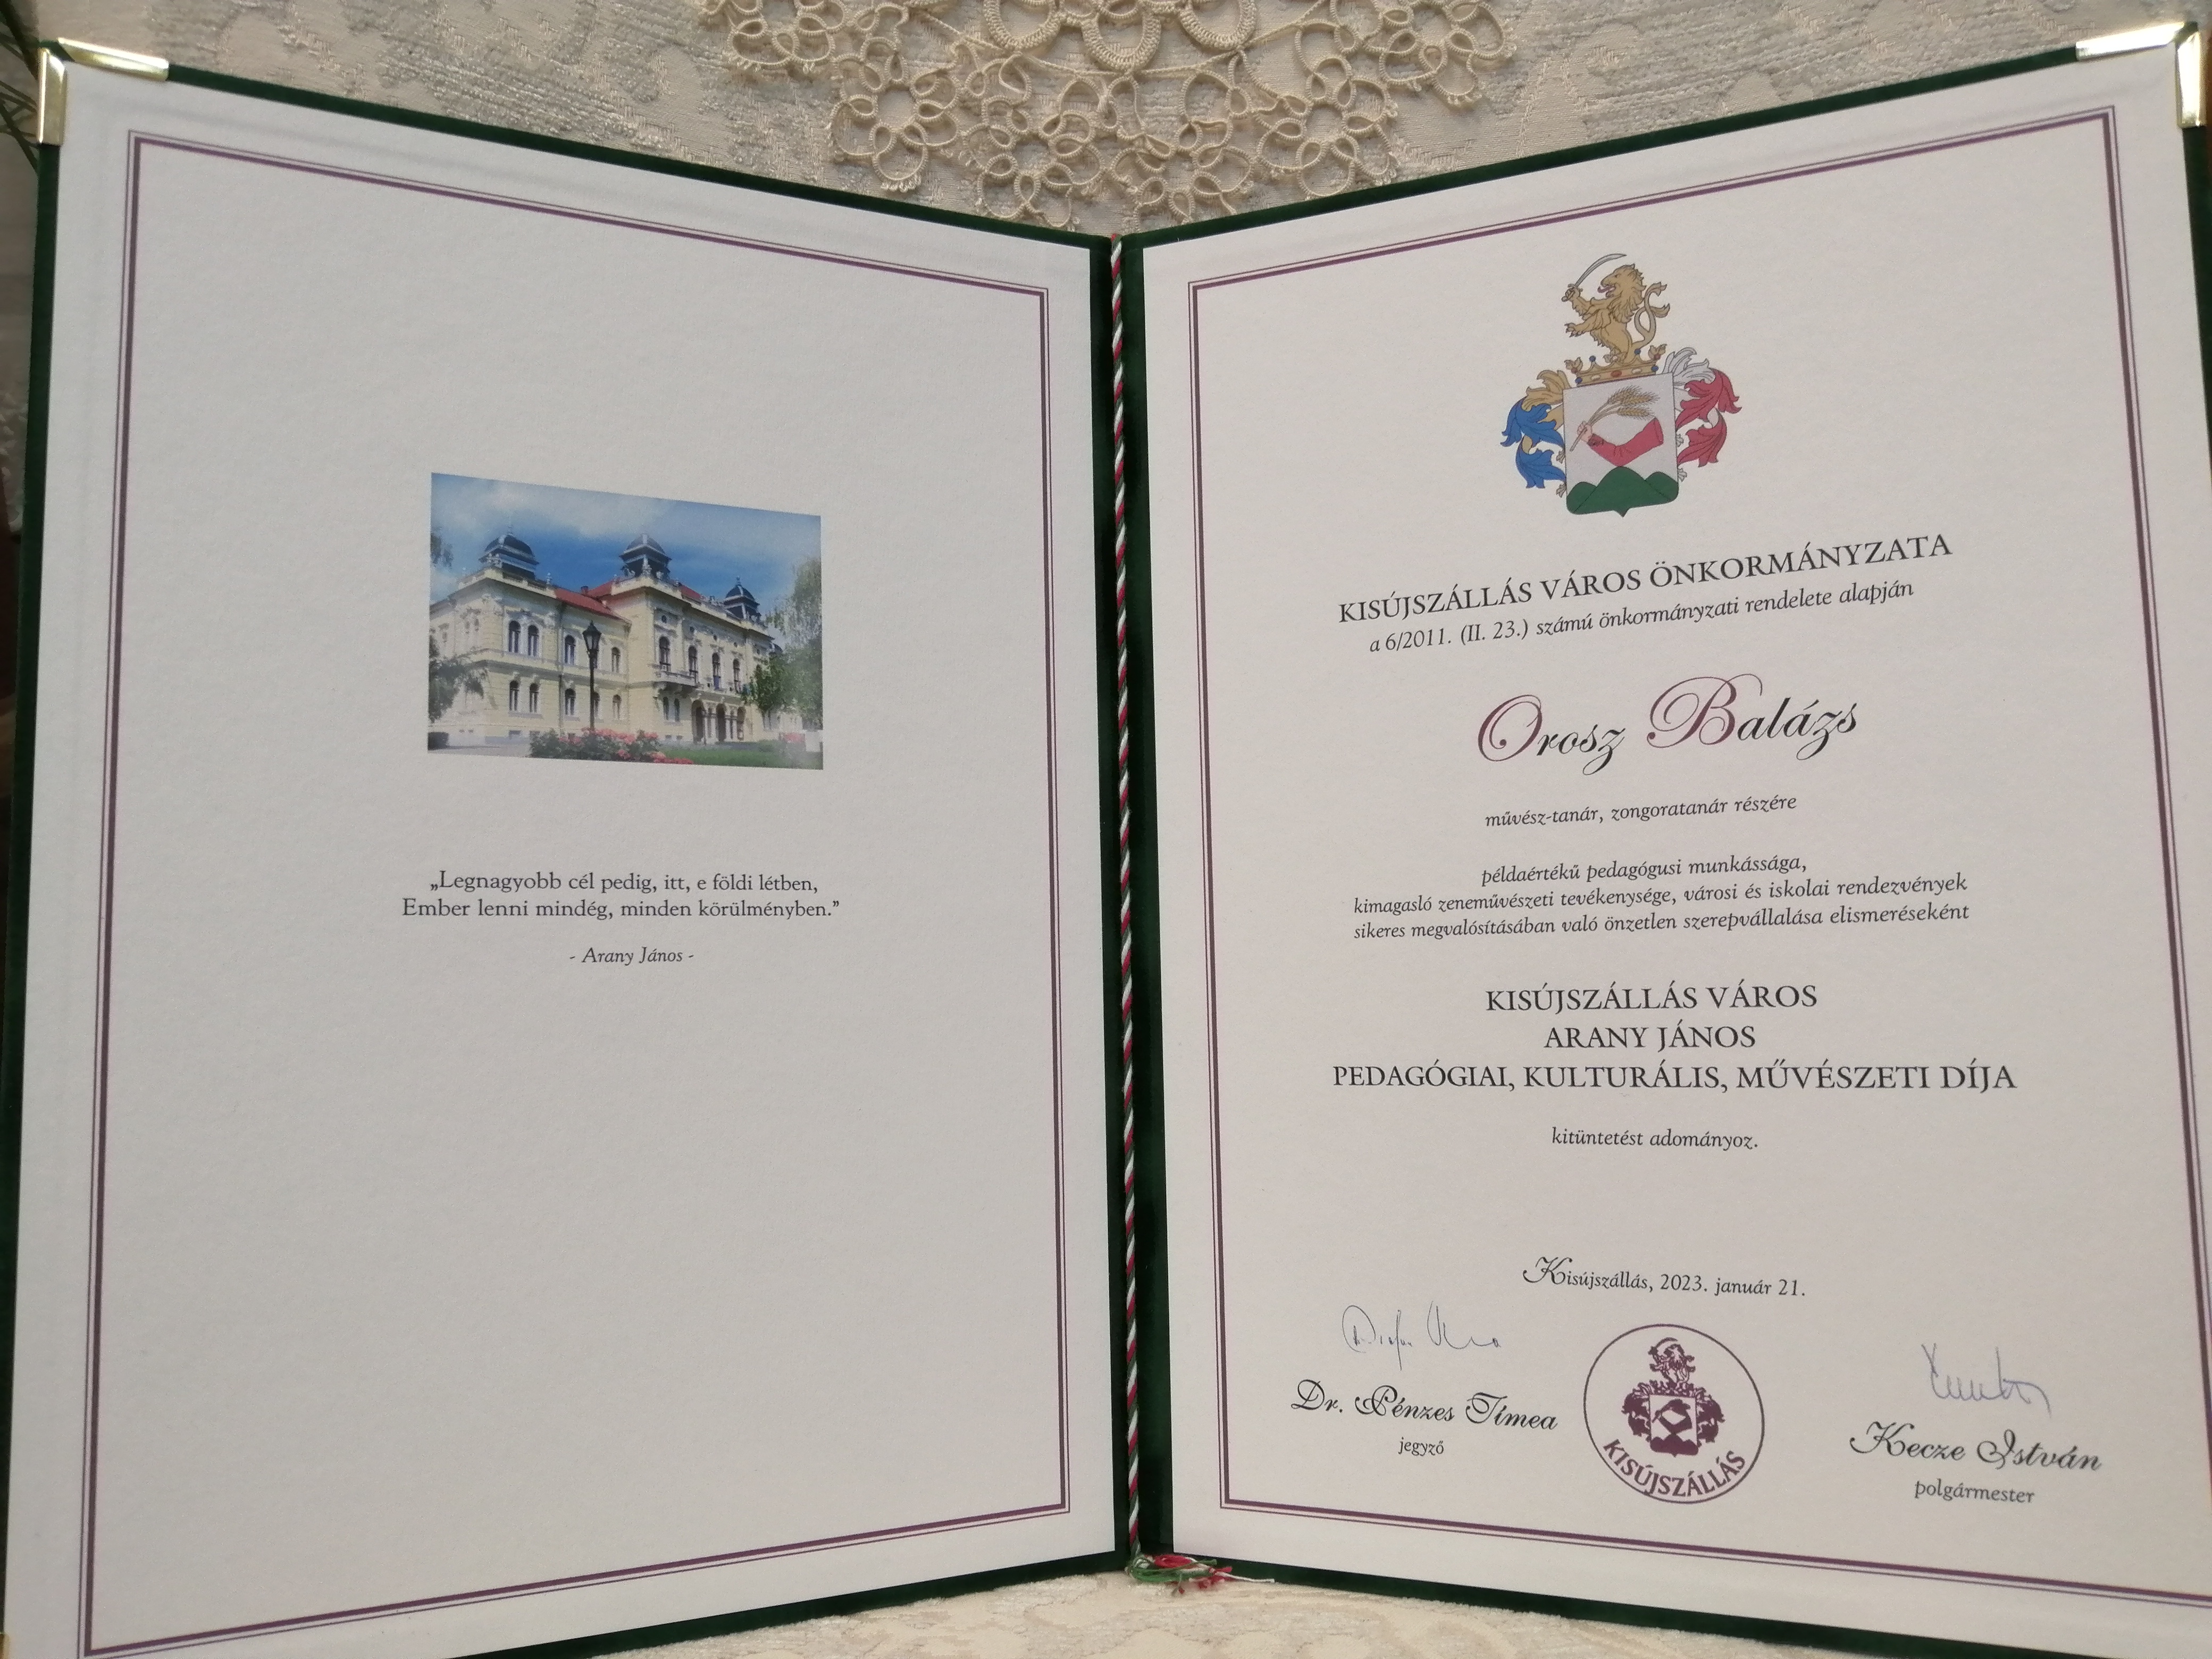 „Legnagyobb cél pedig, itt, e földi létben,
Ember lenni mindég, minden körülményben.”
- Arany János -
KISÚJSZÁLLÁS VÁROS ÖNKORMÁNYZATA
a 6/2011. (II. 23.) számú önkormányzati rendelete alapján
Orosz Balázs
művész-tanár, zongoratanár részére
példaértékű pedagógusi munkássága,
kimagasló zeneművészeti tevékenysége, városi és iskolai rendezvények
sikeres megvalósításában való önzetlen szerepvállalása elismeréseként
KISÚJSZÁLLÁS VÁROS
ARANY JÁNOS
PEDAGÓGIAI, KULTURÁLIS, MŰVÉSZETI DÍJA
kitüntetést adományoz.
Kisújszállás, 2023. január 21.
Dr. Pénzes Tímea
jegyző
KISÚJSZÁLLÁS
Kecze István
polgármester